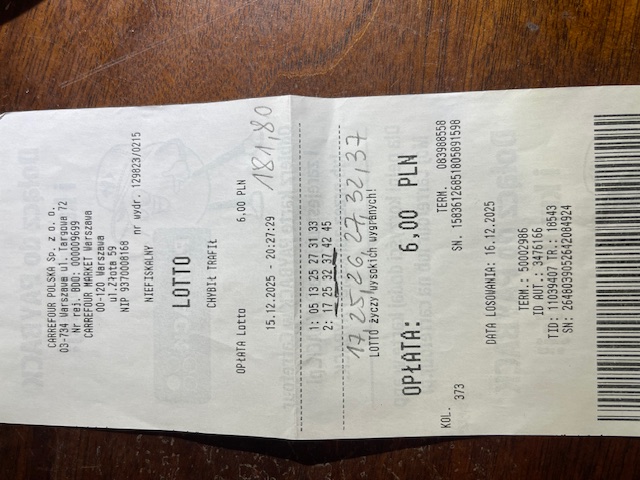 CARREFOUR POLSKA Sp. z o. o.
03-734 Warszawa ul. Targowa 72
Nr rej. BDO: 000009699
CARREFOUR MARKET Warszawa
00-120 Warszawa
ul.Złota 59
NIP 9370008168
NIEFISKALNY nr wydr. 129823/0215
LOTTO
CHYBIŁ TRAFIŁ
OPŁATA Lotto 6,00 PLN
181,80
15.12.2025 - 20:27:29
1: 05 13 25 27 31 33
2: 17 25 32 37 42 45
17, 25, 26, 27, 32, 37
LOTTO życzy wysokich wygranych!
OPŁATA: 6,00 PLN
KOL. 373 TERM. 083988558
SN. 15836126851805891598
DATA LOSOWANIA: 16.12.2025
TERM.: 50002986
ID AUT.: 3476166
TID: 11039407 TR.: 18543
SN: 26460390526420849​24